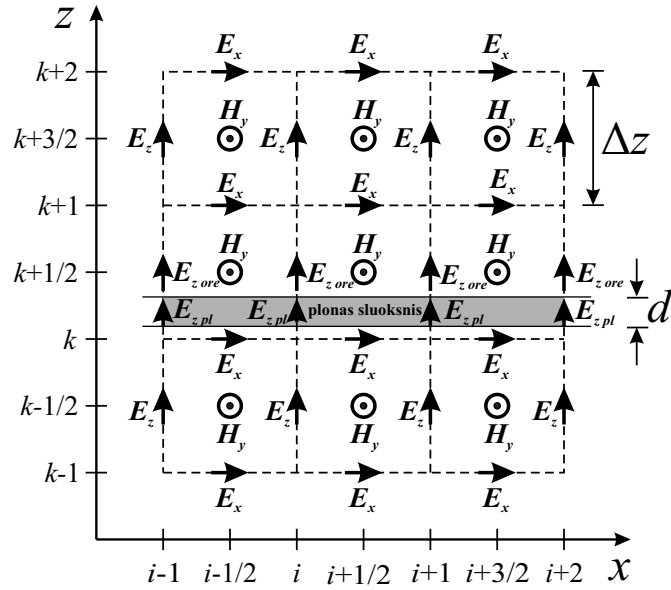 z
E_x E_x E_x
k+2
H_y H_y H_y
k+3/2 E_z E_z E_z E_z Δz
E_x E_x E_x
k+1
H_y H_y H_y
k+1/2 E_z ore E_z ore E_z ore E_z ore
E_z pl E_z pl plonas sluoksnis E_z pl E_z pl d
k
E_x E_x E_x
k-1/2 E_z E_z E_z E_z
H_y H_y H_y
k-1
E_x E_x E_x
x
i-1 i-1/2 i i+1/2 i+1 i+3/2 i+2